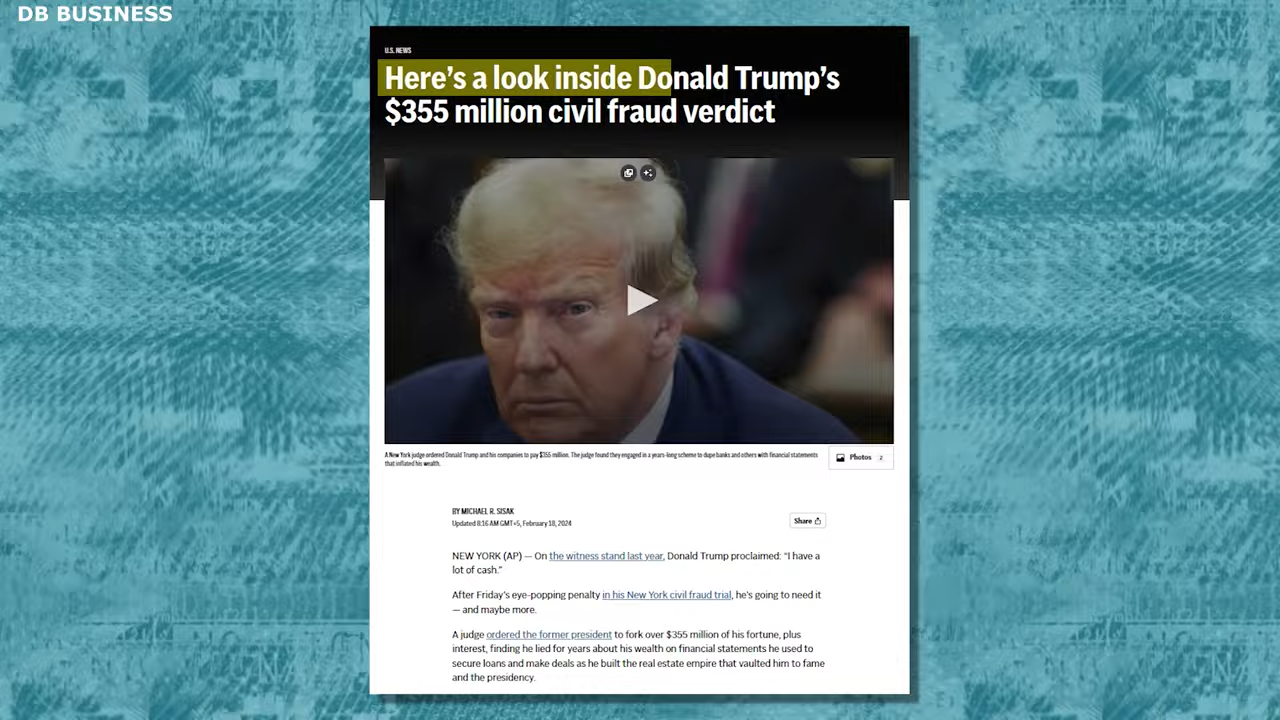 DB BUSINESS
U.S. NEWS
Here's a look inside Donald Trump's
$355 million civil fraud verdict
A New York judge ordered Donald Trump and his companies to pay $355 million. The judge found they engaged in a years-long scheme to dupe banks and others with financial statements
that inflated his wealth.
Photos 2
BY MICHAEL R. SISAK
Updated 8:16 AM GMT+5, February 18, 2024
Share
NEW YORK (AP) — On the witness stand last year, Donald Trump proclaimed: "I have a
lot of cash."
After Friday's eye-popping penalty in his New York civil fraud trial, he's going to need it
— and maybe more.
A judge ordered the former president to fork over $355 million of his fortune, plus
interest, finding he lied for years about his wealth on financial statements he used to
secure loans and make deals as he built the real estate empire that vaulted him to fame
and the presidency.